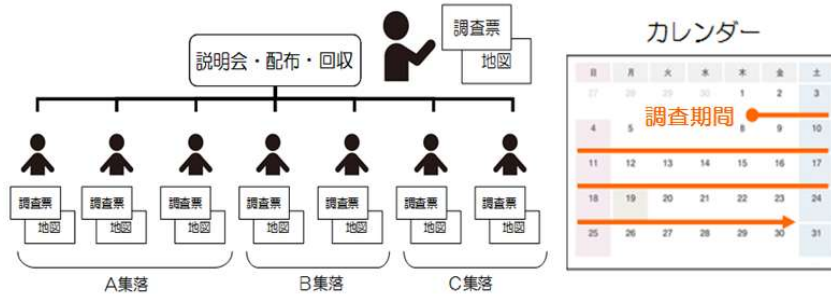 調査票
地図
説明会・配布・回収
調査票 調査票 調査票 調査票 調査票 調査票 調査票
地図 地図 地図 地図 地図 地図 地図
A集落 B集落 C集落
カレンダー
日 月 火 水 木 金 土
27 28 29 30 1 2 3
調査期間
4 5 8 9 10
11 12 13 14 15 16 17
18 19 20 21 22 23 24
25 26 27 28 29 30 31